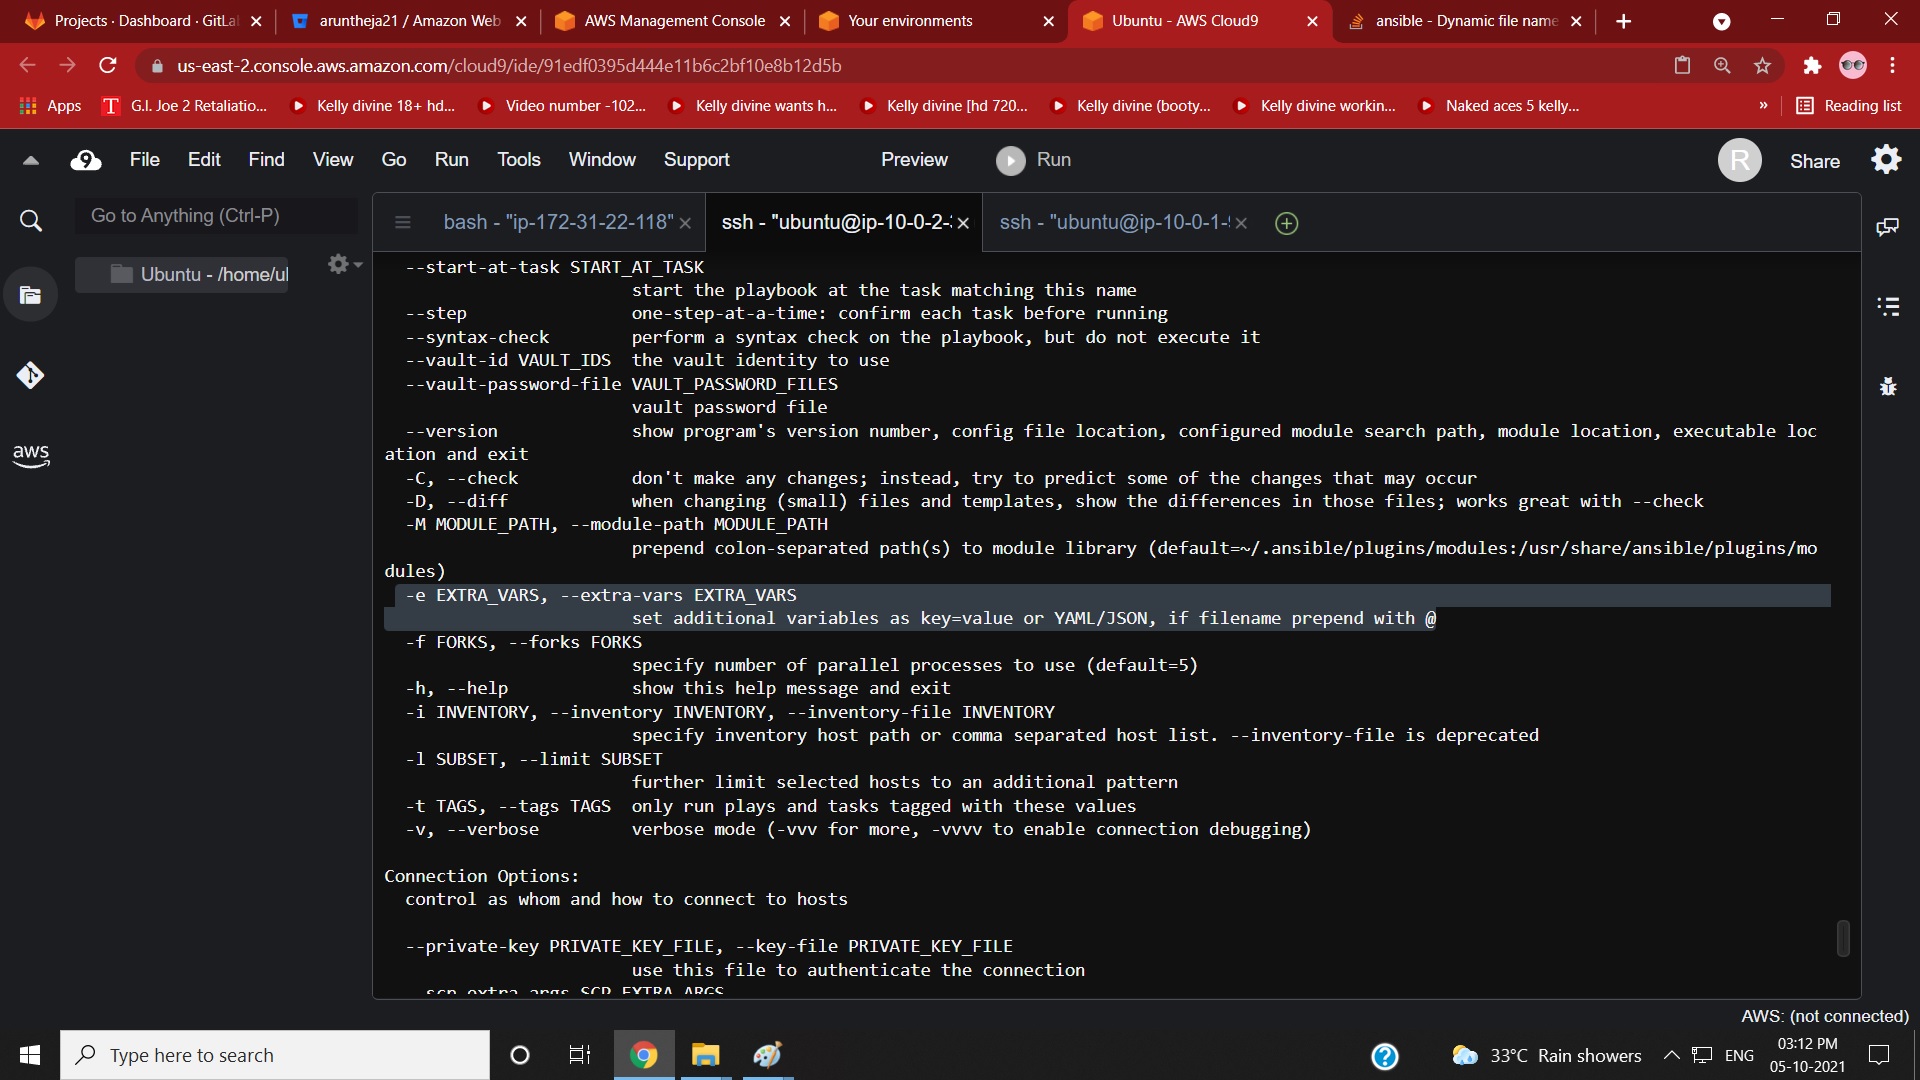 Projects · Dashboard · GitLa
aruntheja21 / Amazon Web
AWS Management Console
Your environments
Ubuntu - AWS Cloud9
ansible - Dynamic file name
us-east-2.console.aws.amazon.com/cloud9/ide/91edf0395d444e11b6c2bf10e8b12d5b
Apps
G.I. Joe 2 Retaliatio...
Kelly divine 18+ hd...
Video number -102...
Kelly divine wants h...
Kelly divine [hd 720...
Kelly divine (booty...
Kelly divine workin...
Naked aces 5 kelly...
»
Reading list
9 File Edit Find View Go Run Tools Window Support Preview Run R Share
Go to Anything (Ctrl-P)
bash - "ip-172-31-22-118"
ssh - "ubuntu@ip-10-0-2-
ssh - "ubuntu@ip-10-0-1-
Ubuntu - /home/u
aws
--start-at-task START_AT_TASK
start the playbook at the task matching this name
--step one-step-at-a-time: confirm each task before running
--syntax-check perform a syntax check on the playbook, but do not execute it
--vault-id VAULT_IDS the vault identity to use
--vault-password-file VAULT_PASSWORD_FILES
vault password file
--version show program's version number, config file location, configured module search path, module location, executable loc
ation and exit
-C, --check don't make any changes; instead, try to predict some of the changes that may occur
-D, --diff when changing (small) files and templates, show the differences in those files; works great with --check
-M MODULE_PATH, --module-path MODULE_PATH
prepend colon-separated path(s) to module library (default=~/.ansible/plugins/modules:/usr/share/ansible/plugins/mo
dules)
-e EXTRA_VARS, --extra-vars EXTRA_VARS
set additional variables as key=value or YAML/JSON, if filename prepend with @
-f FORKS, --forks FORKS
specify number of parallel processes to use (default=5)
-h, --help show this help message and exit
-i INVENTORY, --inventory INVENTORY, --inventory-file INVENTORY
specify inventory host path or comma separated host list. --inventory-file is deprecated
-l SUBSET, --limit SUBSET
further limit selected hosts to an additional pattern
-t TAGS, --tags TAGS only run plays and tasks tagged with these values
-v, --verbose verbose mode (-vvv for more, -vvvv to enable connection debugging)
Connection Options:
control as whom and how to connect to hosts
--private-key PRIVATE_KEY_FILE, --key-file PRIVATE_KEY_FILE
use this file to authenticate the connection
--scp-extra-args SCP_EXTRA_ARGS
AWS: (not connected)
Type here to search
33°C Rain showers
ENG
03:12 PM
05-10-2021